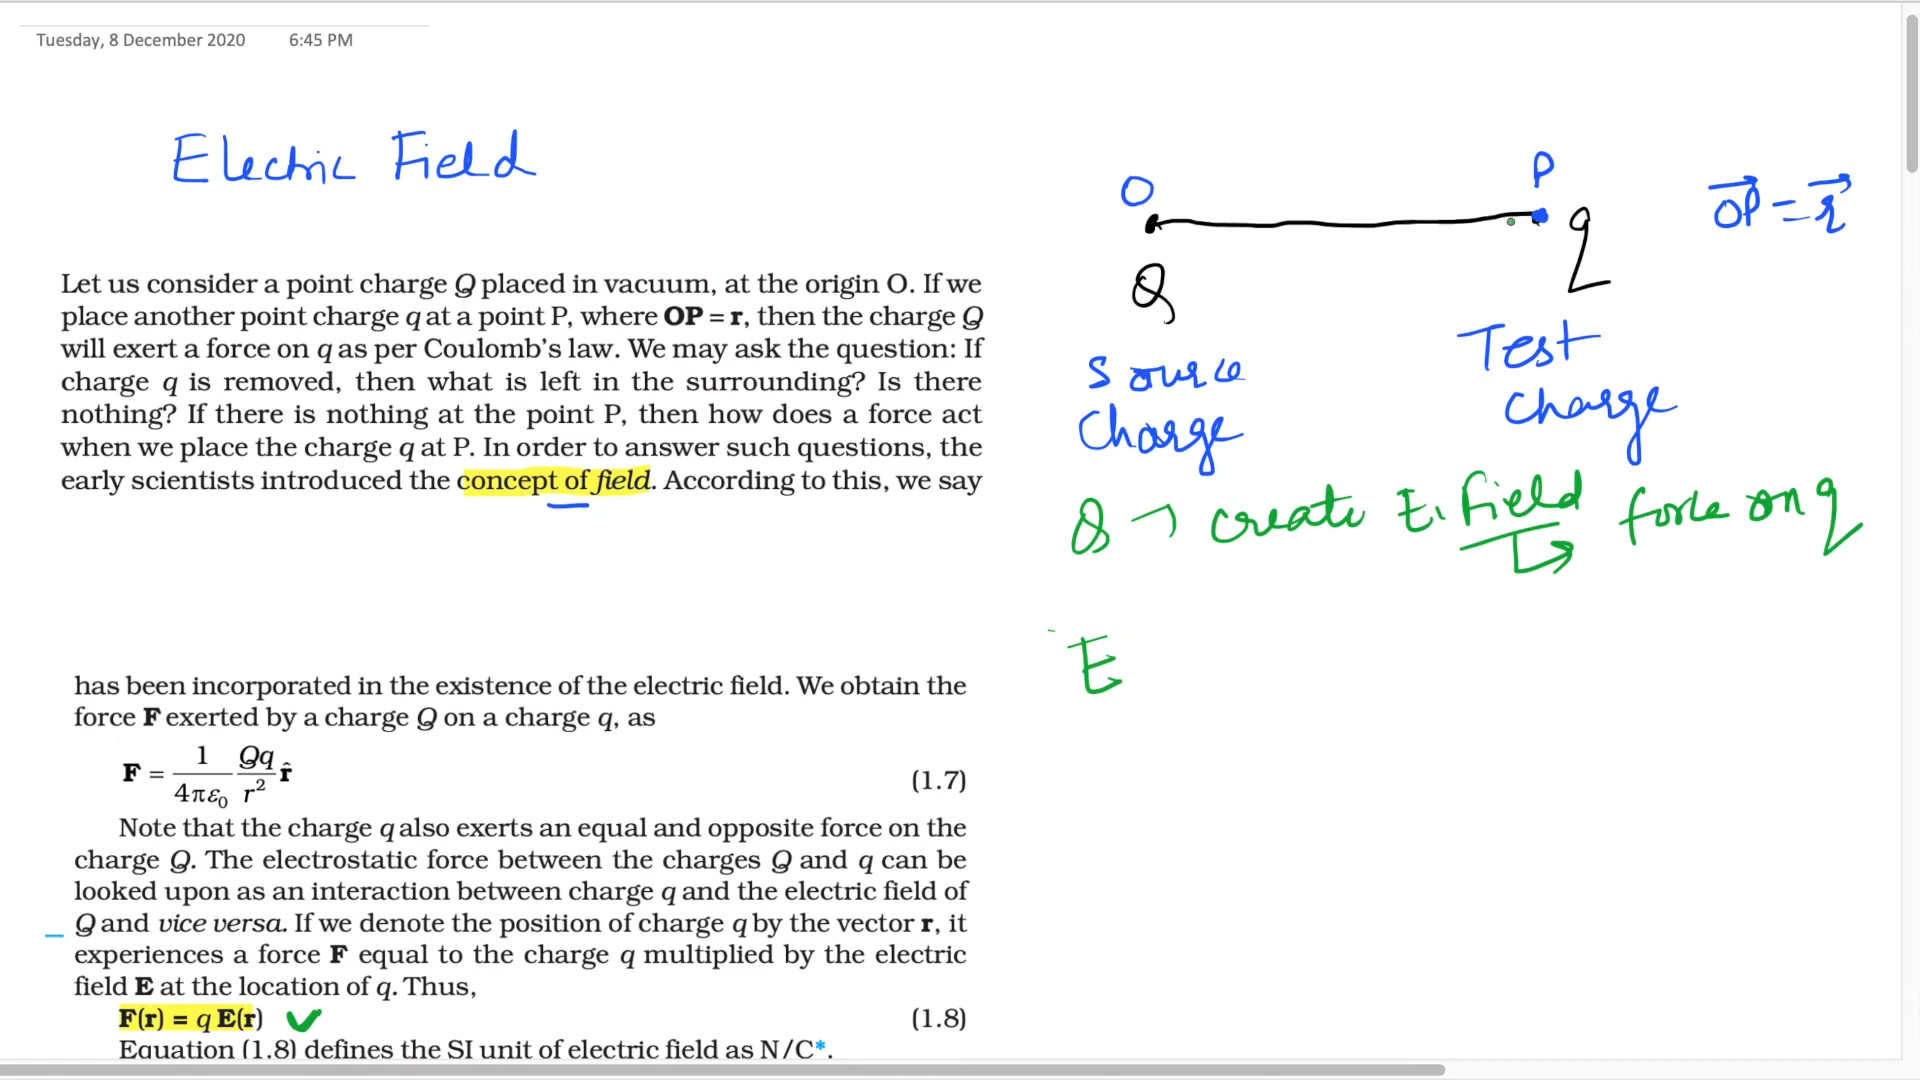 Tuesday, 8 December 2020 6:45 PM
Electric Field
Let us consider a point charge Q placed in vacuum, at the origin O. If we
place another point charge q at a point P, where OP = r, then the charge Q
will exert a force on q as per Coulomb's law. We may ask the question: If
charge q is removed, then what is left in the surrounding? Is there
nothing? If there is nothing at the point P, then how does a force act
when we place the charge q at P. In order to answer such questions, the
early scientists introduced the concept of field. According to this, we say
has been incorporated in the existence of the electric field. We obtain the
force F exerted by a charge Q on a charge q, as
F = 1/4πε₀ Qq/r² r̂ (1.7)
Note that the charge q also exerts an equal and opposite force on the
charge Q. The electrostatic force between the charges Q and q can be
looked upon as an interaction between charge q and the electric field of
Q and vice versa. If we denote the position of charge q by the vector r, it
experiences a force F equal to the charge q multiplied by the electric
field E at the location of q. Thus,
F(r) = q E(r) (1.8)
Equation (1.8) defines the SI unit of electric field as N/C*.
O P
Q q
OP→ = r→
Source
Charge
Test
Charge
Q → create E. Field ↳ force on q
E